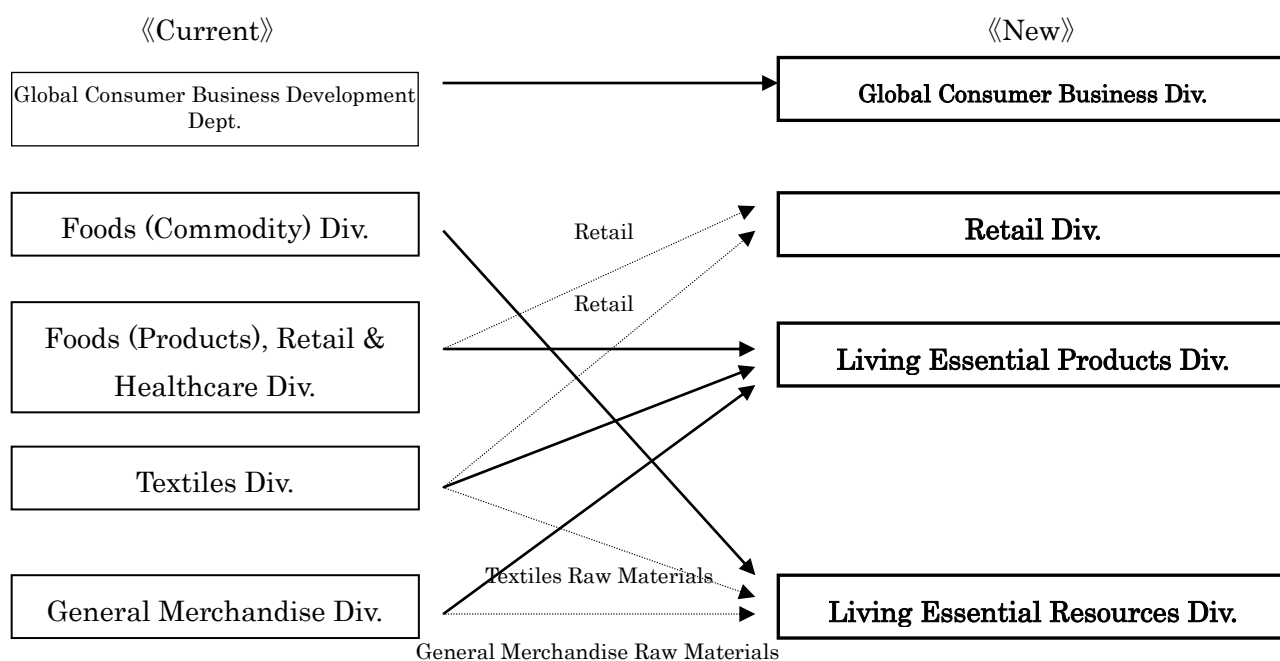 《Current》
《New》
Global Consumer Business Development
Dept.
Global Consumer Business Div.
Foods (Commodity) Div.
Retail
Retail Div.
Retail
Foods (Products), Retail &
Healthcare Div.
Living Essential Products Div.
Textiles Div.
Textiles Raw Materials
General Merchandise Div.
Living Essential Resources Div.
General Merchandise Raw Materials